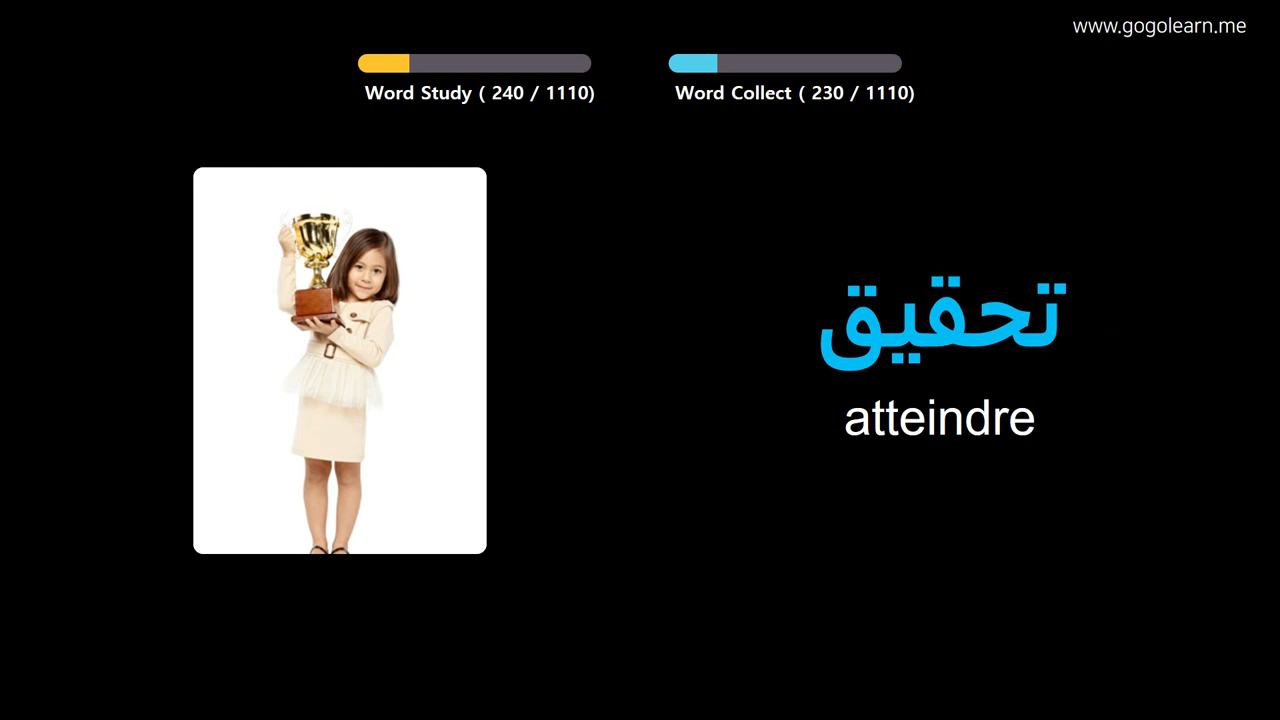 www.gogolearn.me
Word Study ( 240 / 1110)
Word Collect ( 230 / 1110)
تحقيق
atteindre